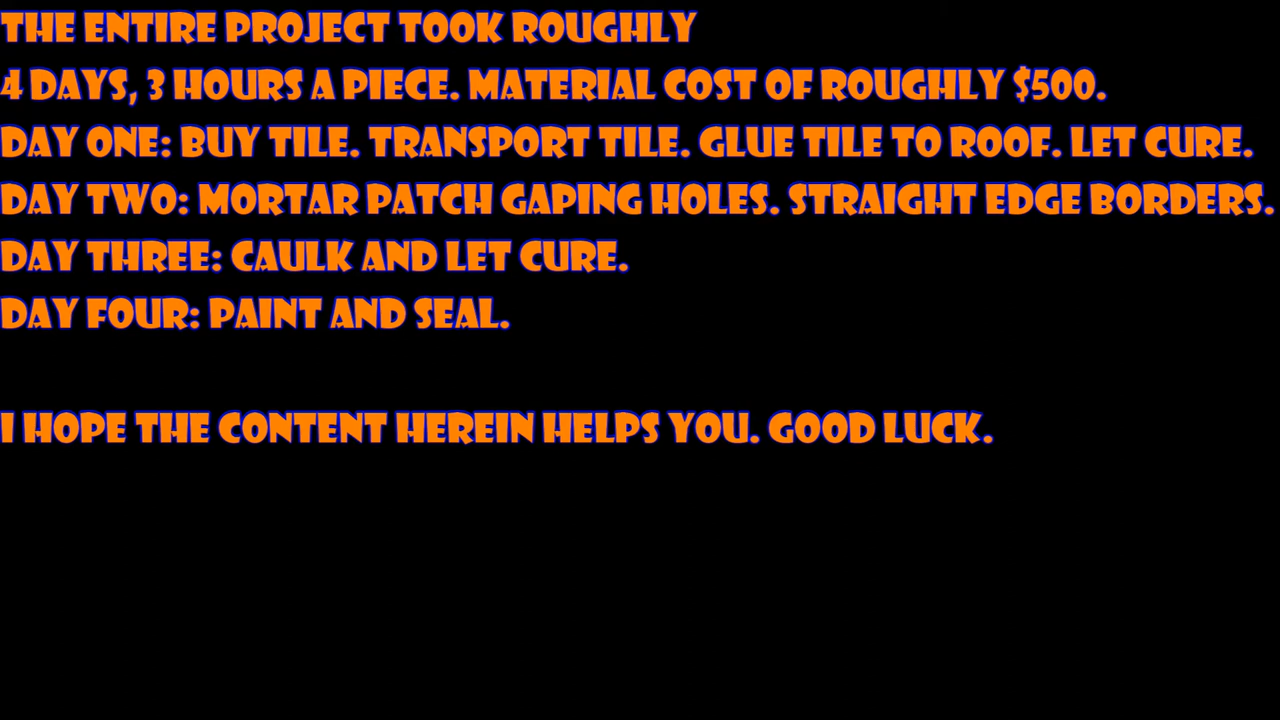 THE ENTIRE PROJECT TOOK ROUGHLY
4 DAYS, 3 HOURS A PIECE. MATERIAL COST OF ROUGHLY $500.
DAY ONE: BUY TILE. TRANSPORT TILE. GLUE TILE TO ROOF. LET CURE.
DAY TWO: MORTAR PATCH GAPING HOLES. STRAIGHT EDGE BORDERS.
DAY THREE: CAULK AND LET CURE.
DAY FOUR: PAINT AND SEAL.
I HOPE THE CONTENT HEREIN HELPS YOU. GOOD LUCK.